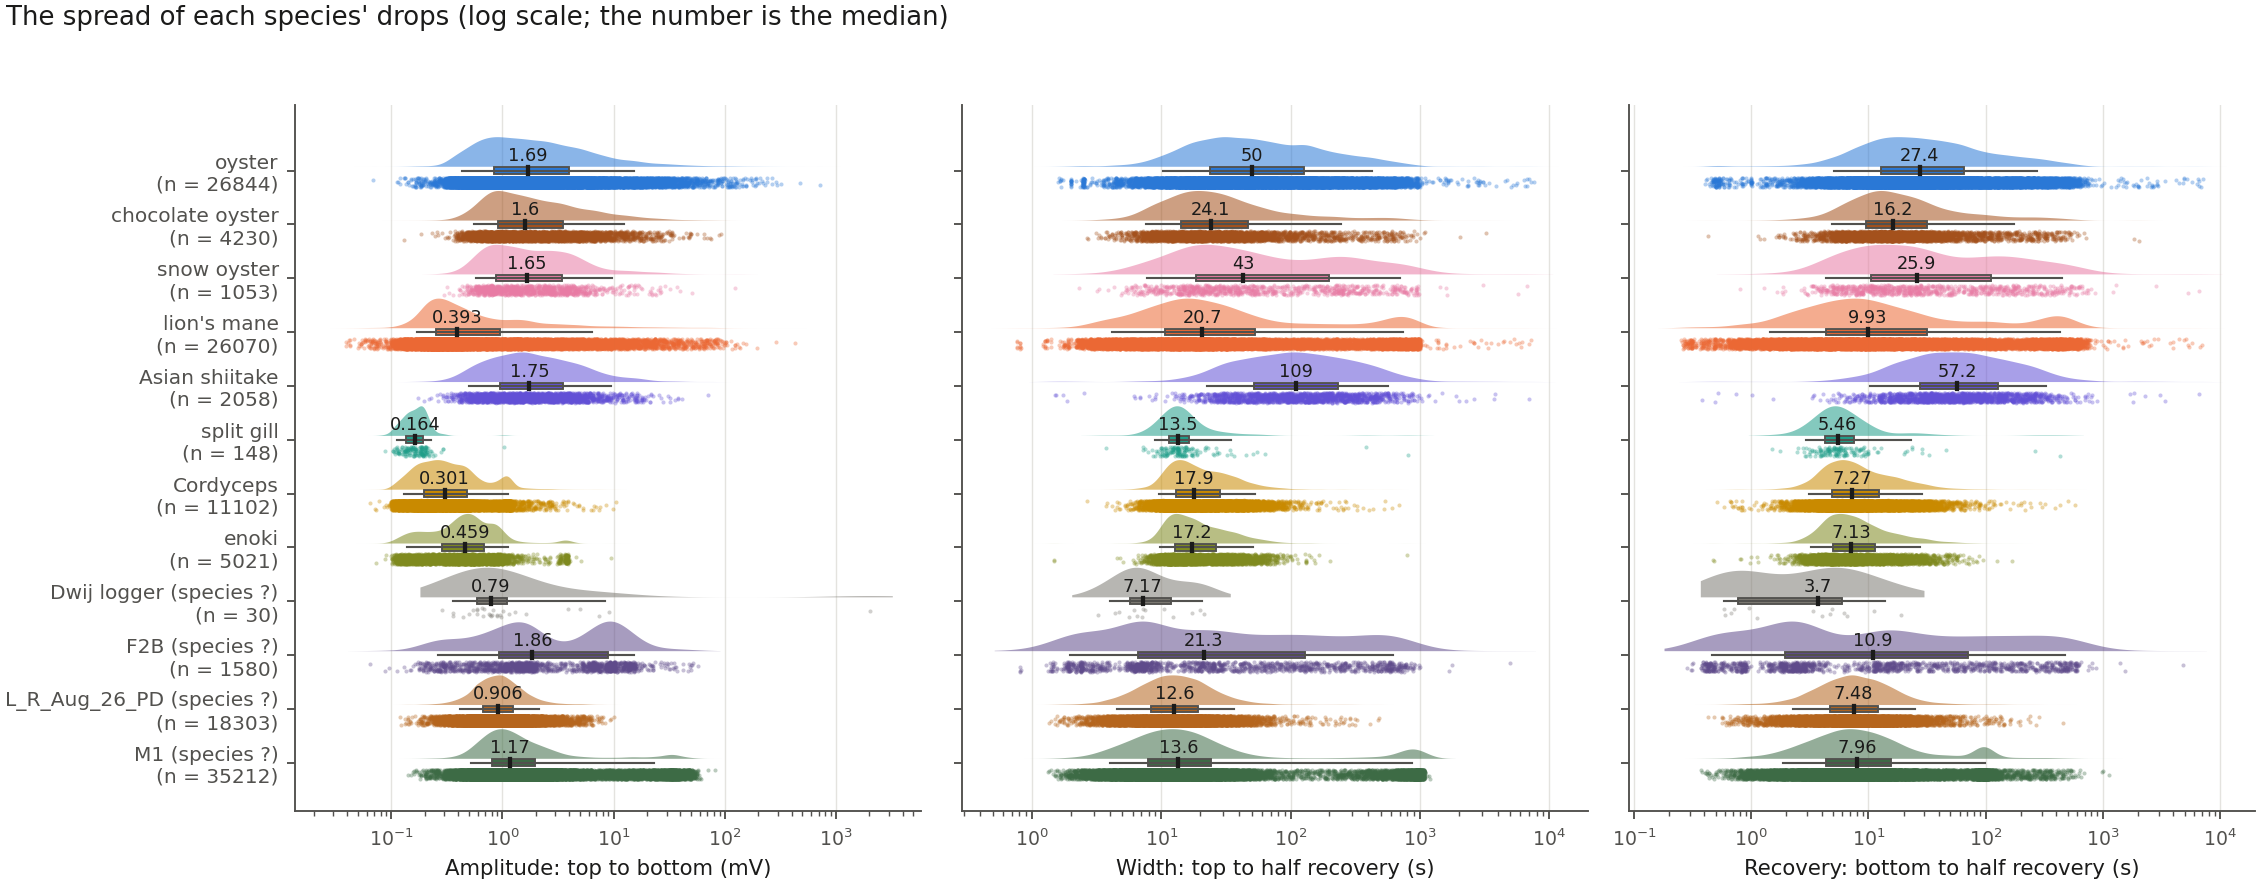 The spread of each species' drops (log scale; the number is the median)
oyster
(n = 26844)
chocolate oyster
(n = 4230)
snow oyster
(n = 1053)
lion's mane
(n = 26070)
Asian shiitake
(n = 2058)
split gill
(n = 148)
Cordyceps
(n = 11102)
enoki
(n = 5021)
Dwij logger (species ?)
(n = 30)
F2B (species ?)
(n = 1580)
L_R_Aug_26_PD (species ?)
(n = 18303)
M1 (species ?)
(n = 35212)
1.69
1.6
1.65
0.393
1.75
0.164
0.301
0.459
0.79
1.86
0.906
1.17
10⁻¹ 10⁰ 10¹ 10² 10³
Amplitude: top to bottom (mV)
50
24.1
43
20.7
109
13.5
17.9
17.2
7.17
21.3
12.6
13.6
10⁰ 10¹ 10² 10³ 10⁴
Width: top to half recovery (s)
27.4
16.2
25.9
9.93
57.2
5.46
7.27
7.13
3.7
10.9
7.48
7.96
10⁻¹ 10⁰ 10¹ 10² 10³ 10⁴
Recovery: bottom to half recovery (s)